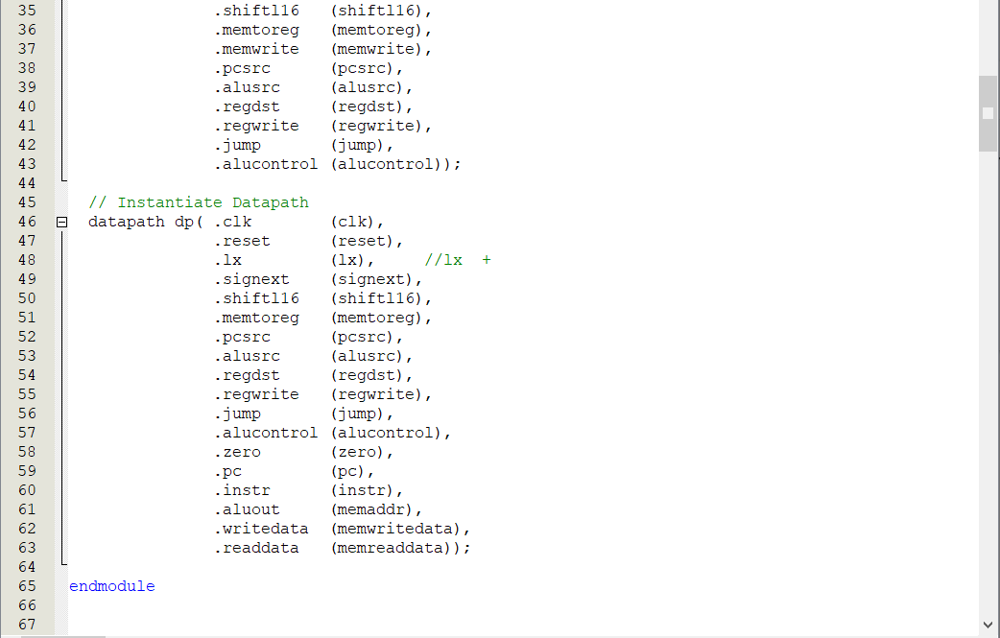 35 .shiftl16 (shiftl16),
36 .memtoreg (memtoreg),
37 .memwrite (memwrite),
38 .pcsrc (pcsrc),
39 .alusrc (alusrc),
40 .regdst (regdst),
41 .regwrite (regwrite),
42 .jump (jump),
43 .alucontrol (alucontrol));
44
45 // Instantiate Datapath
46 datapath dp( .clk (clk),
47 .reset (reset),
48 .lx (lx), //lx +
49 .signext (signext),
50 .shiftl16 (shiftl16),
51 .memtoreg (memtoreg),
52 .pcsrc (pcsrc),
53 .alusrc (alusrc),
54 .regdst (regdst),
55 .regwrite (regwrite),
56 .jump (jump),
57 .alucontrol (alucontrol),
58 .zero (zero),
59 .pc (pc),
60 .instr (instr),
61 .aluout (memaddr),
62 .writedata (memwritedata),
63 .readdata (memreaddata));
64
65 endmodule
66
67